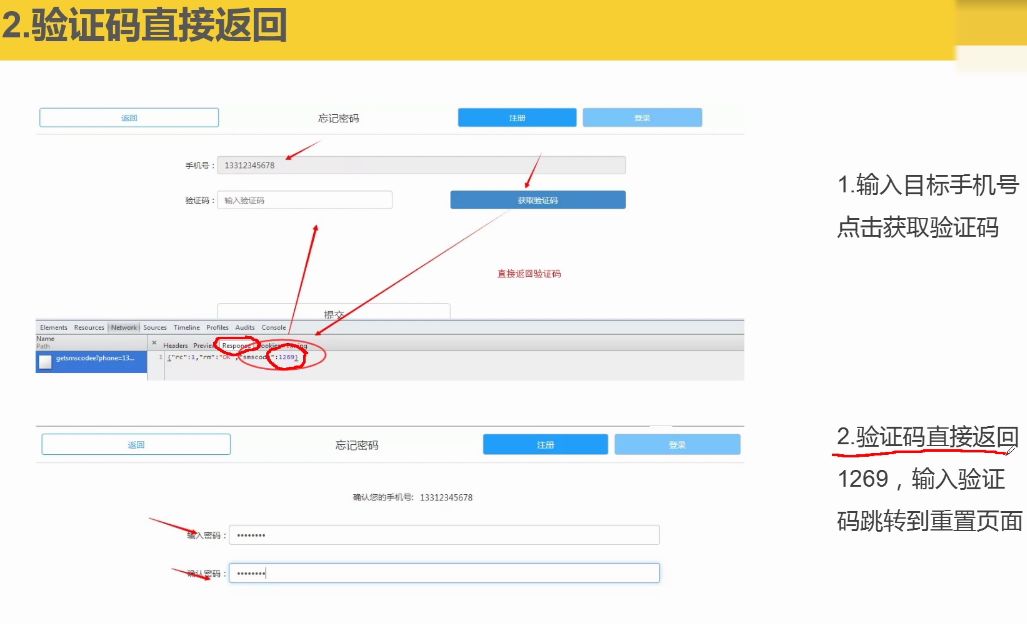 2.验证码直接返回
返回
忘记密码
注册
登录
手机号：
13312345678
验证码：
输入验证码
获取验证码
直接返回验证码
提交
Elements Resources Network Sources Timeline Profiles Audits Console
Name
Path
× Headers Preview Response Cookies Timing
getsmscodee?phone=13...
1 {"rc":1,"rm":"OK","smscode":1269}
1.输入目标手机号
点击获取验证码
返回
忘记密码
注册
登录
确认您的手机号: 13312345678
输入密码：
••••••••
确认密码：
••••••••
2.验证码直接返回
1269，输入验证
码跳转到重置页面